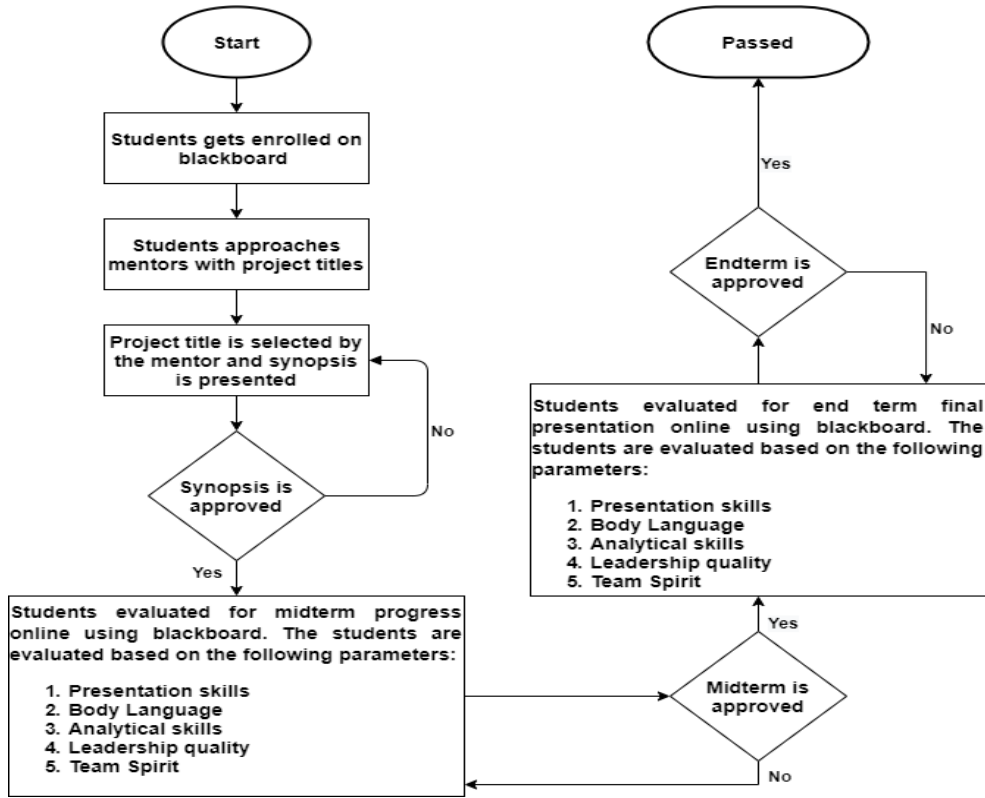 Start
Students gets enrolled on
blackboard
Students approaches
mentors with project titles
Project title is selected by
the mentor and synopsis
is presented
No
Synopsis is
approved
Yes
Students evaluated for midterm progress
online using blackboard. The students are
evaluated based on the following parameters:
1. Presentation skills
2. Body Language
3. Analytical skills
4. Leadership quality
5. Team Spirit
Midterm is
approved
No
Yes
Students evaluated for end term final
presentation online using blackboard. The
students are evaluated based on the following
parameters:
1. Presentation skills
2. Body Language
3. Analytical skills
4. Leadership quality
5. Team Spirit
Endterm is
approved
No
Yes
Passed